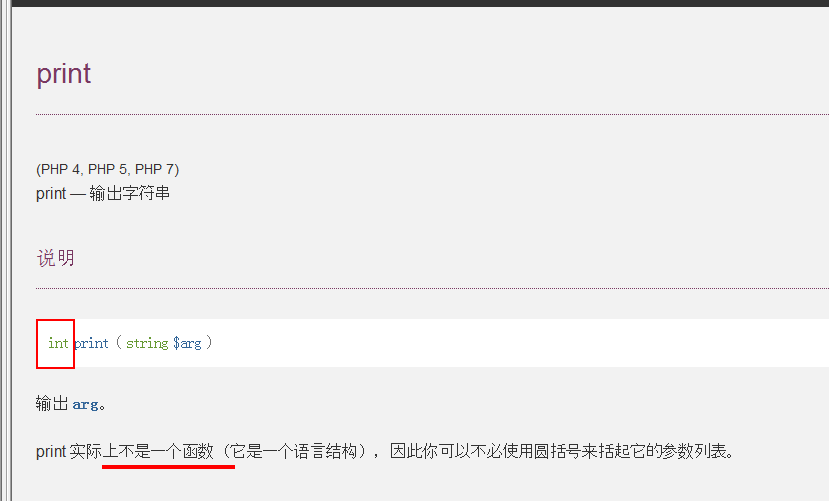 print
(PHP 4, PHP 5, PHP 7)
print — 输出字符串
说明
int print ( string $arg )
输出 arg。
print 实际上不是一个函数（它是一个语言结构），因此你可以不必使用圆括号来括起它的参数列表。